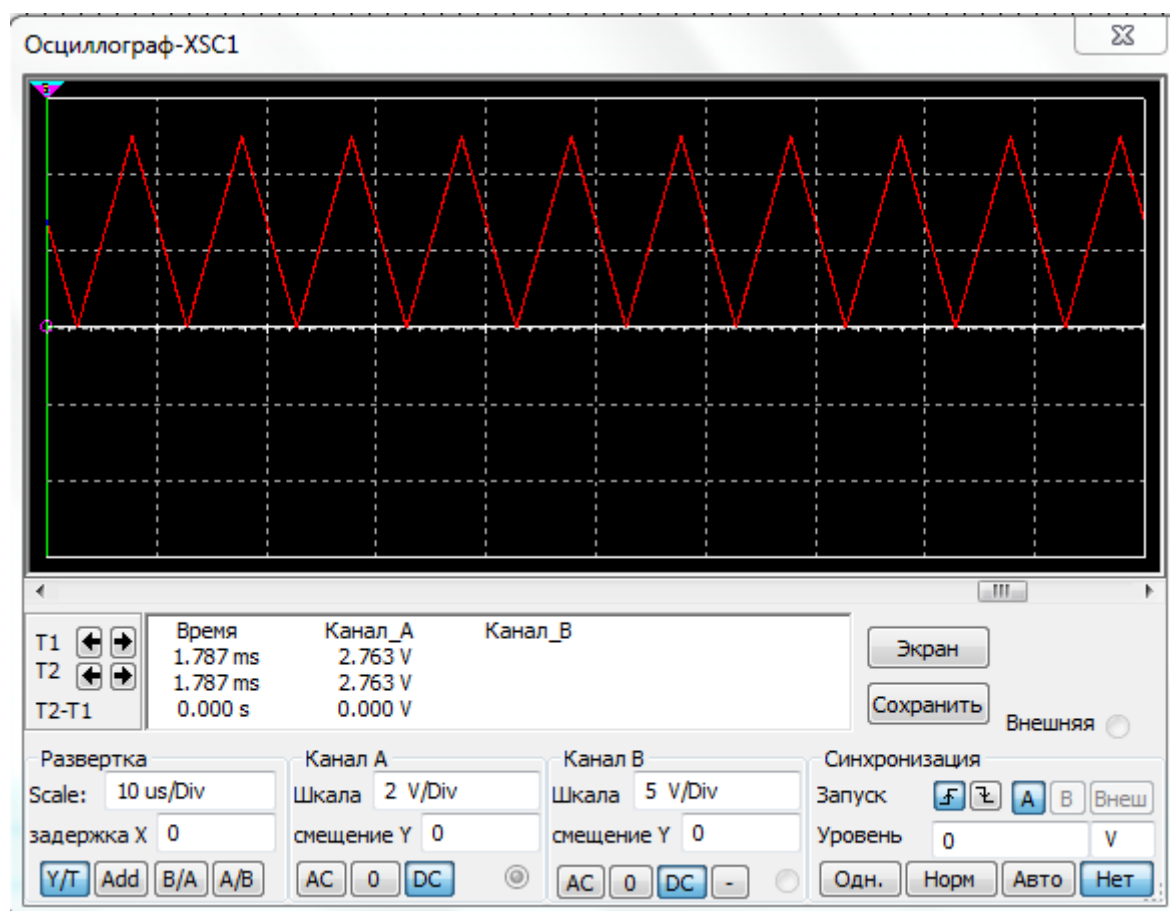 Осциллограф-XSC1
T1
T2
T2-T1
Время Канал_А Канал_В
1.787 ms 2.763 V
1.787 ms 2.763 V
0.000 s 0.000 V
Экран
Сохранить
Внешняя
Развертка
Scale: 10 us/Div
задержка X 0
Y/T Add B/A A/B
Канал А
Шкала 2 V/Div
смещение Y 0
AC 0 DC
Канал В
Шкала 5 V/Div
смещение Y 0
AC 0 DC -
Синхронизация
Запуск A B Внеш
Уровень 0 V
Одн. Норм Авто Нет